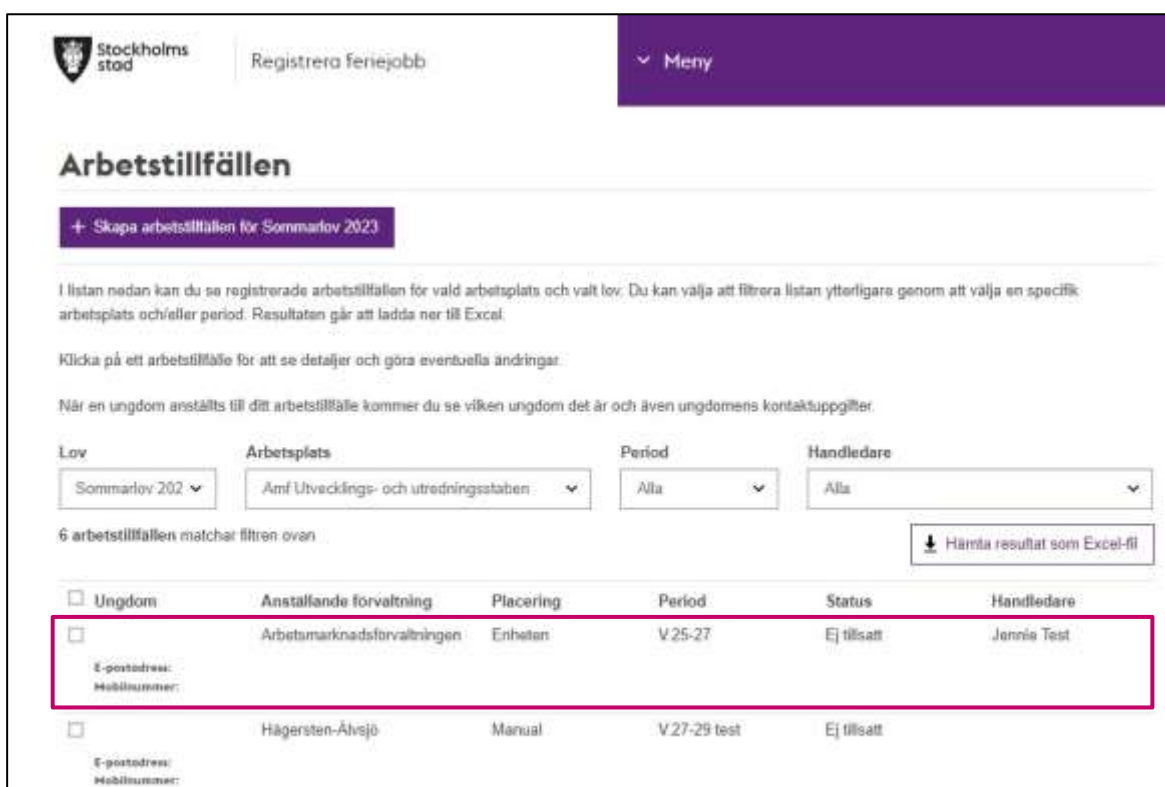 Stockholms
stad
Registrera feriejobb
Meny
Arbetstillfällen
+ Skapa arbetstillfällen för Sommarlov 2023
I listan nedan kan du se registrerade arbetstillfällen för vald arbetsplats och valt lov. Du kan välja att filtrera listan ytterligare genom att välja en specifik
arbetsplats och/eller period. Resultaten går att ladda ner till Excel.
Klicka på ett arbetstillfälle för att se detaljer och göra eventuella ändringar.
När en ungdom anställts till ditt arbetstillfälle kommer du se vilken ungdom det är och även ungdomens kontaktuppgifter.
Lov Arbetsplats Period Handledare
Sommarlov 202 Amf Utvecklings- och utredningsstaben Alla Alla
6 arbetstillfällen matchar filtren ovan
Hämta resultat som Excel-fil
Ungdom Anställande förvaltning Placering Period Status Handledare
Arbetsmarknadsförvaltningen Enheten V.25-27 Ej tillsatt Jennie Test
E-postadress:
Mobilnummer:
Hägersten-Älvsjö Manual V.27-29 test Ej tillsatt
E-postadress:
Mobilnummer: